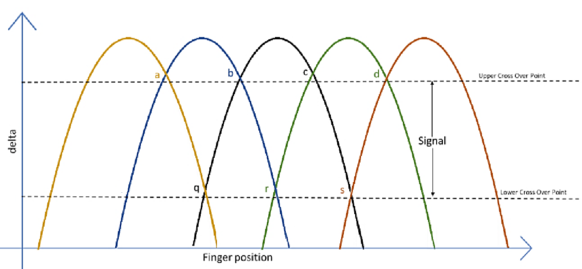 a
b
c
d
Upper Cross Over Point
delta
Signal
q
r
s
Lower Cross Over Point
Finger position